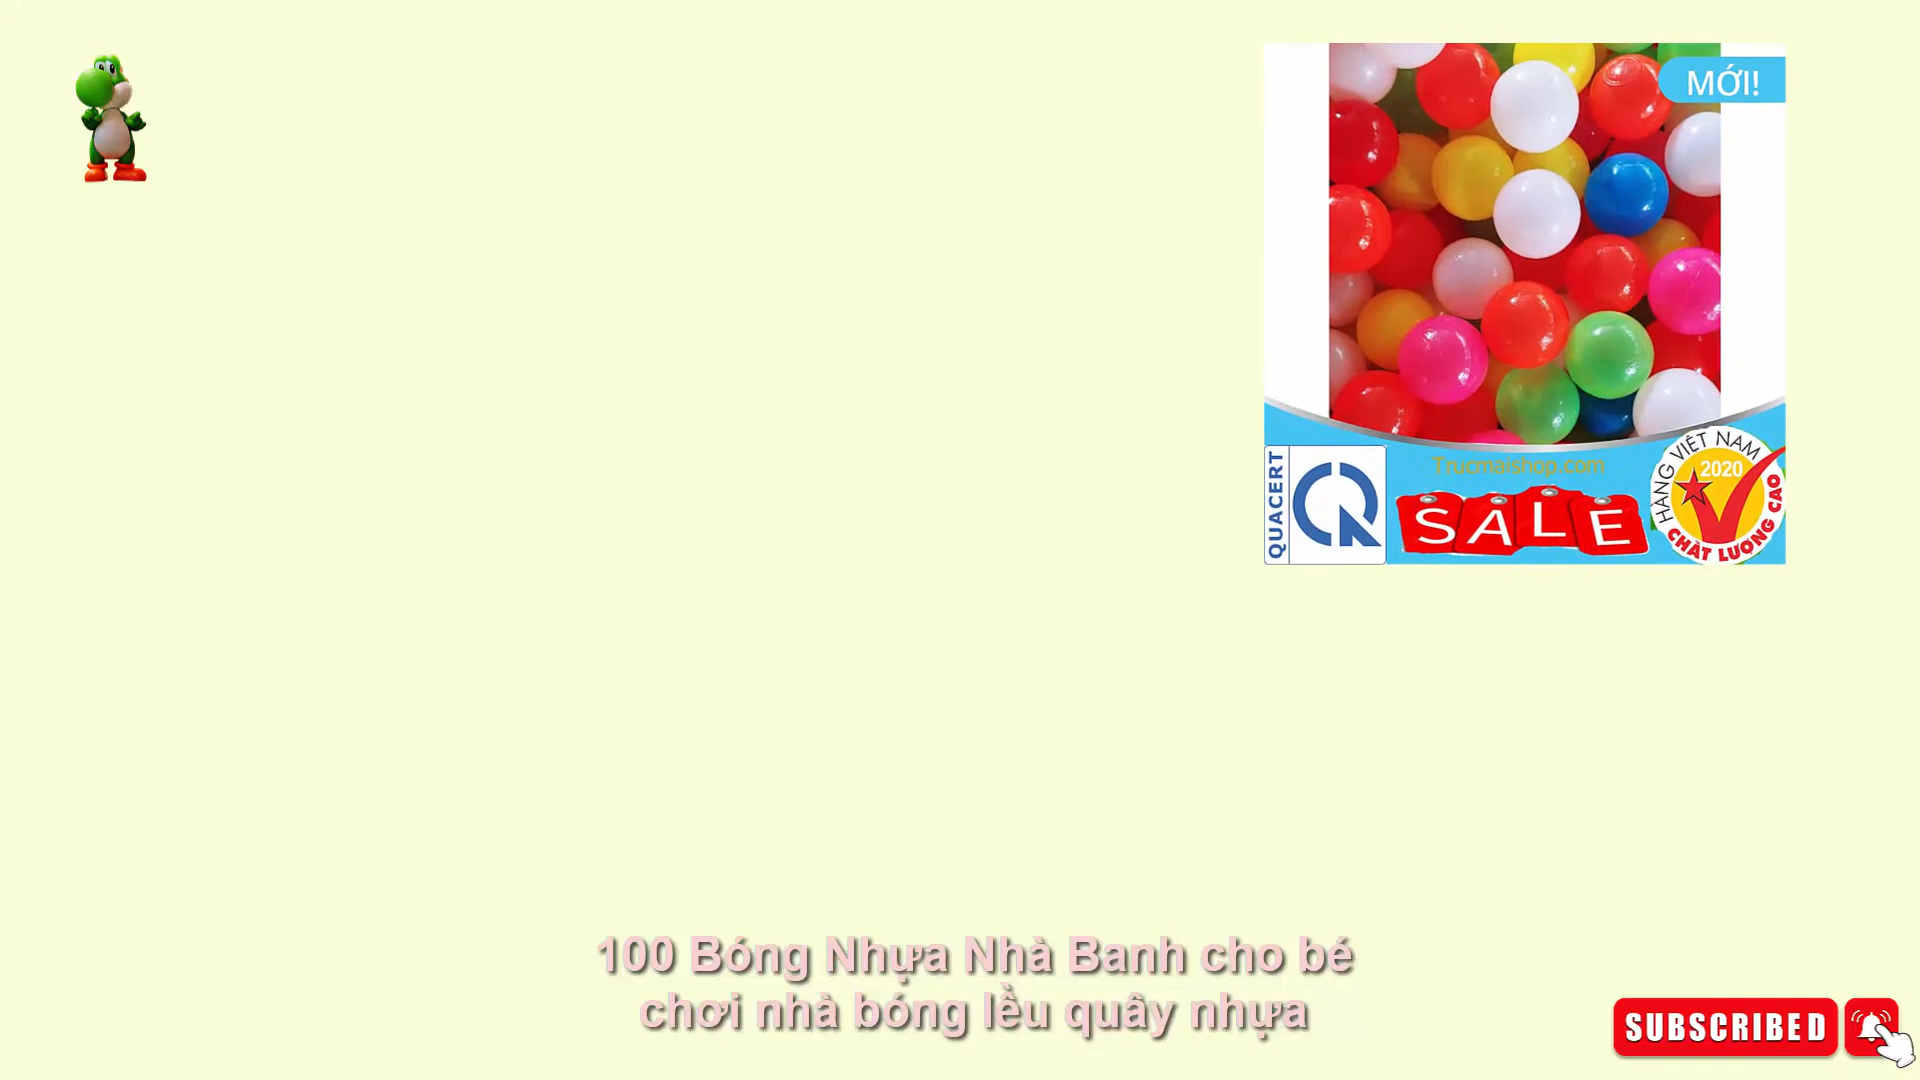 MỚI!
Trucmaishop.com
QUACERT
SALE
HÀNG VIỆT NAM
2020
CHẤT LƯỢNG CAO
100 Bóng Nhựa Nhà Banh cho bé
chơi nhà bóng lều quây nhựa
SUBSCRIBED